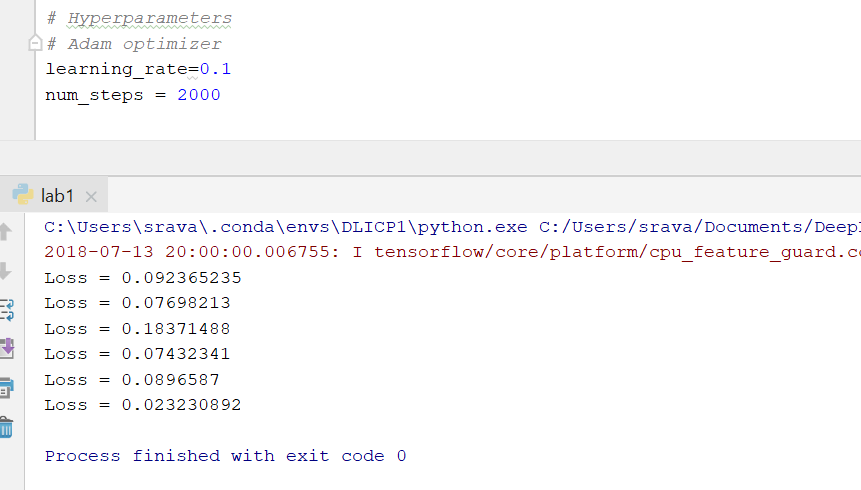 # Hyperparameters
# Adam optimizer
learning_rate=0.1
num_steps = 2000
lab1
C:\Users\srava\.conda\envs\DLICP1\python.exe C:/Users/srava/Documents/Deep
2018-07-13 20:00:00.006755: I tensorflow/core/platform/cpu_feature_guard.c
Loss = 0.092365235
Loss = 0.07698213
Loss = 0.18371488
Loss = 0.07432341
Loss = 0.0896587
Loss = 0.023230892
Process finished with exit code 0